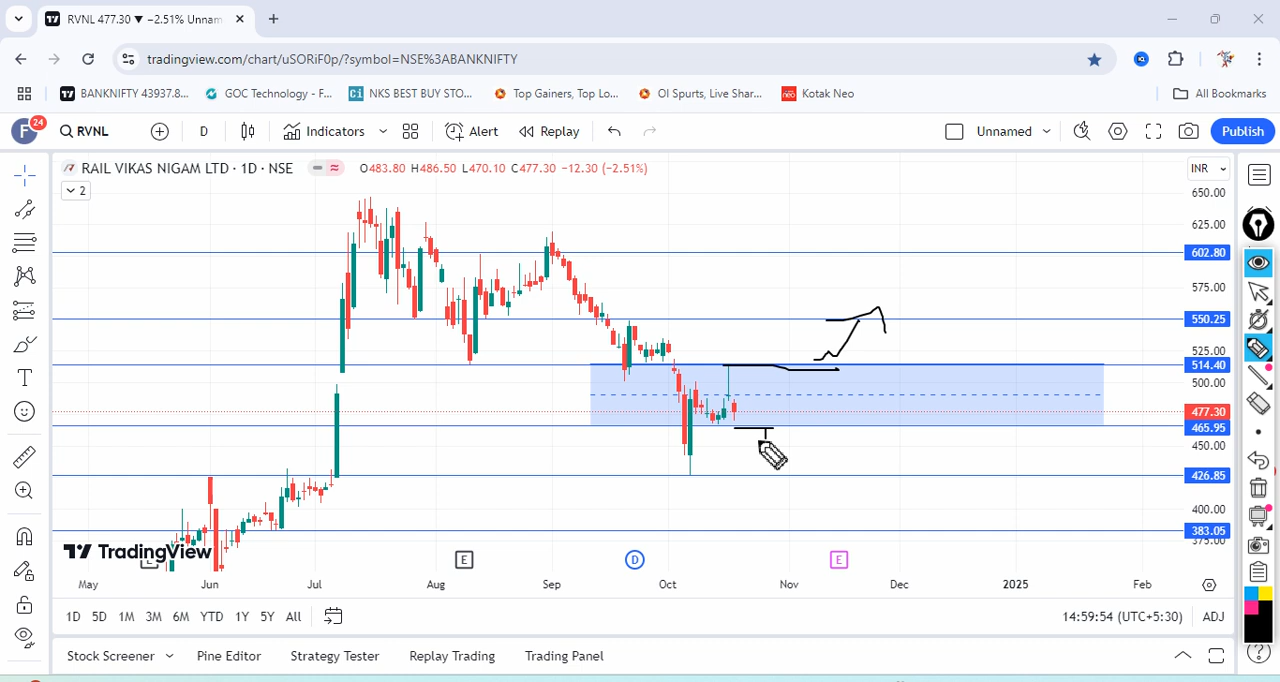 RVNL 477.30 ▼ −2.51% Unnam
tradingview.com/chart/uSORiF0p/?symbol=NSE%3ABANKNIFTY
BANKNIFTY 43937.8...
GOC Technology - F...
NKS BEST BUY STO...
Top Gainers, Top Lo...
OI Spurts, Live Shar...
Kotak Neo
All Bookmarks
F 23
RVNL
D
Indicators
Alert
Replay
Unnamed
Publish
RAIL VIKAS NIGAM LTD · 1D · NSE
O483.80 H486.50 L470.10 C477.30 −12.30 (−2.51%)
INR
2
650.00
625.00
602.80
575.00
550.25
525.00
514.40
500.00
477.30
465.95
450.00
426.85
400.00
383.05
375.00
TradingView
E
D
E
May Jun Jul Aug Sep Oct Nov Dec 2025 Feb
1D 5D 1M 3M 6M YTD 1Y 5Y All
14:59:54 (UTC+5:30) ADJ
Stock Screener Pine Editor Strategy Tester Replay Trading Trading Panel